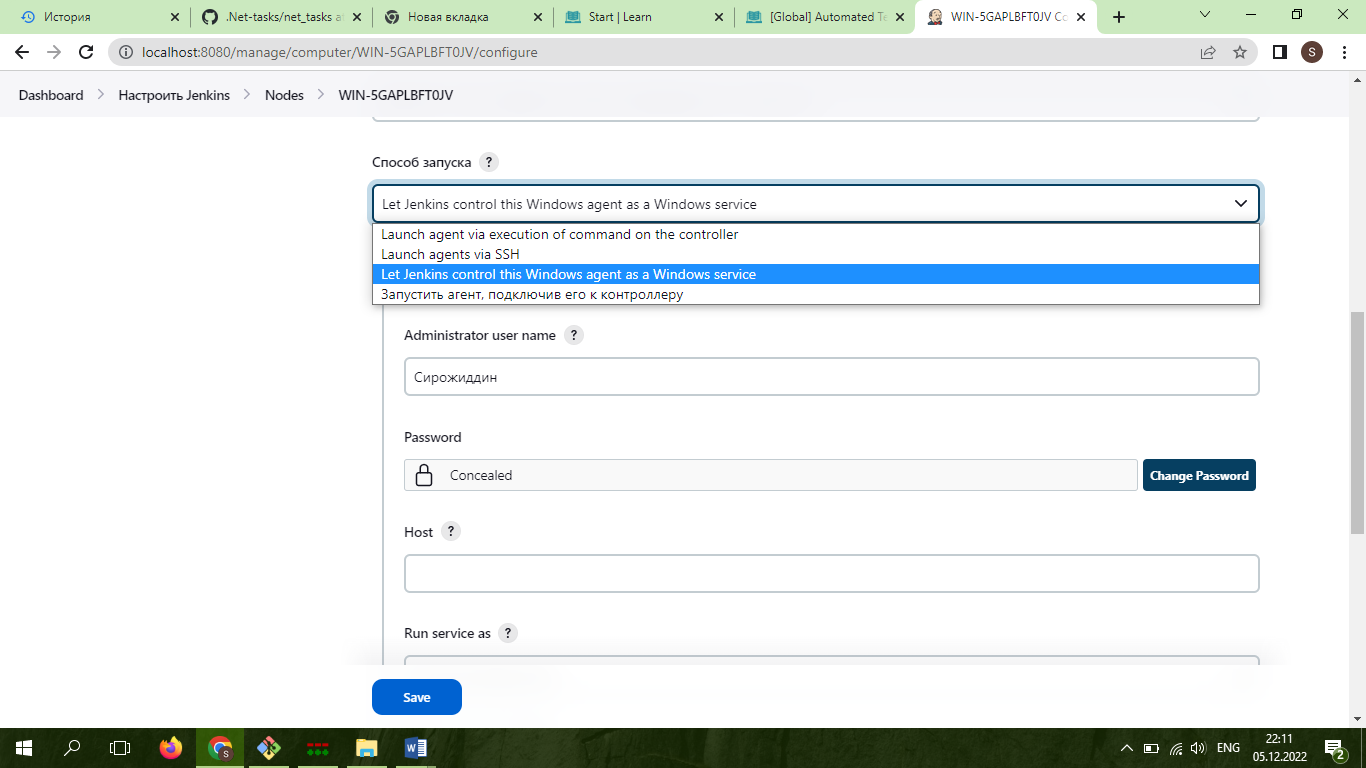 История
.Net-tasks/net_tasks at
Новая вкладка
Start | Learn
[Global] Automated Te
WIN-5GAPLBFT0JV Co
localhost:8080/manage/computer/WIN-5GAPLBFT0JV/configure
S
Dashboard
Настроить Jenkins
Nodes
WIN-5GAPLBFT0JV
Способ запуска ?
Let Jenkins control this Windows agent as a Windows service
Launch agent via execution of command on the controller
Launch agents via SSH
Let Jenkins control this Windows agent as a Windows service
Запустить агент, подключив его к контроллеру
Administrator user name ?
Сирожиддин
Password
Concealed
Change Password
Host ?
Run service as ?
Save
S
ENG
22:11
05.12.2022
2